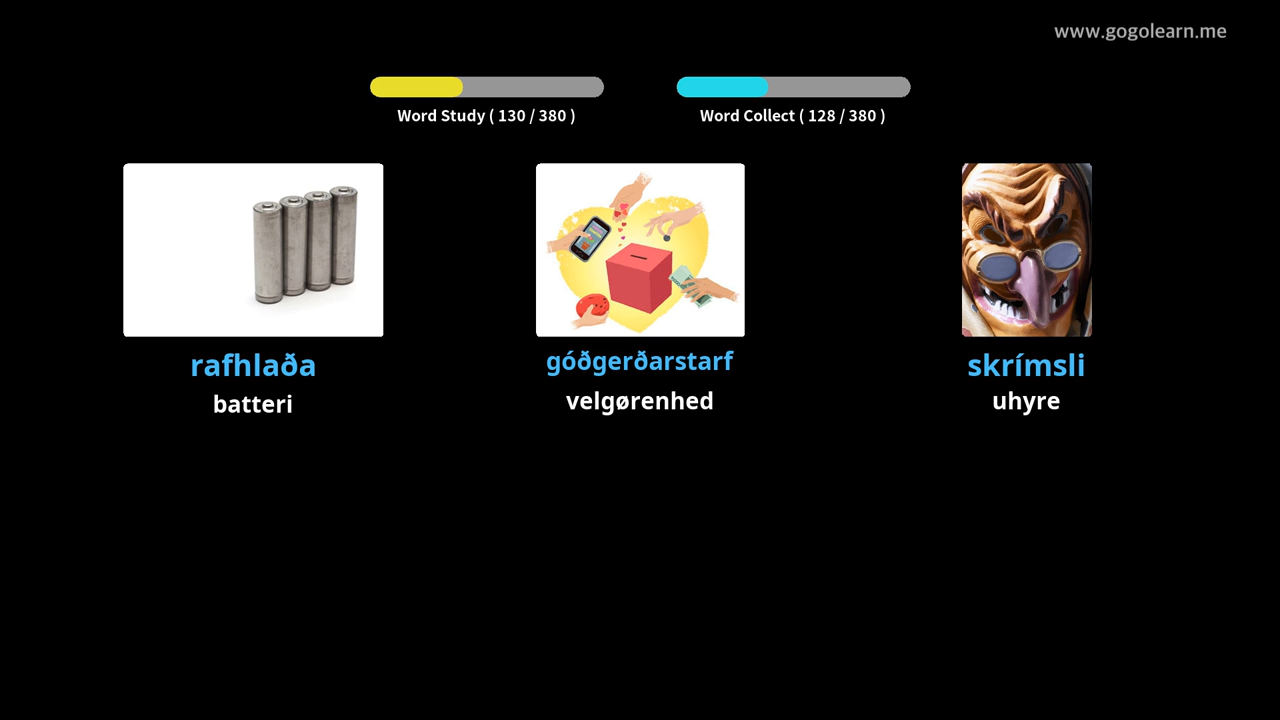 www.gogolearn.me
Word Study ( 130 / 380 )
Word Collect ( 128 / 380 )
rafhlaða
batteri
góðgerðarstarf
velgørenhed
skrímsli
uhyre